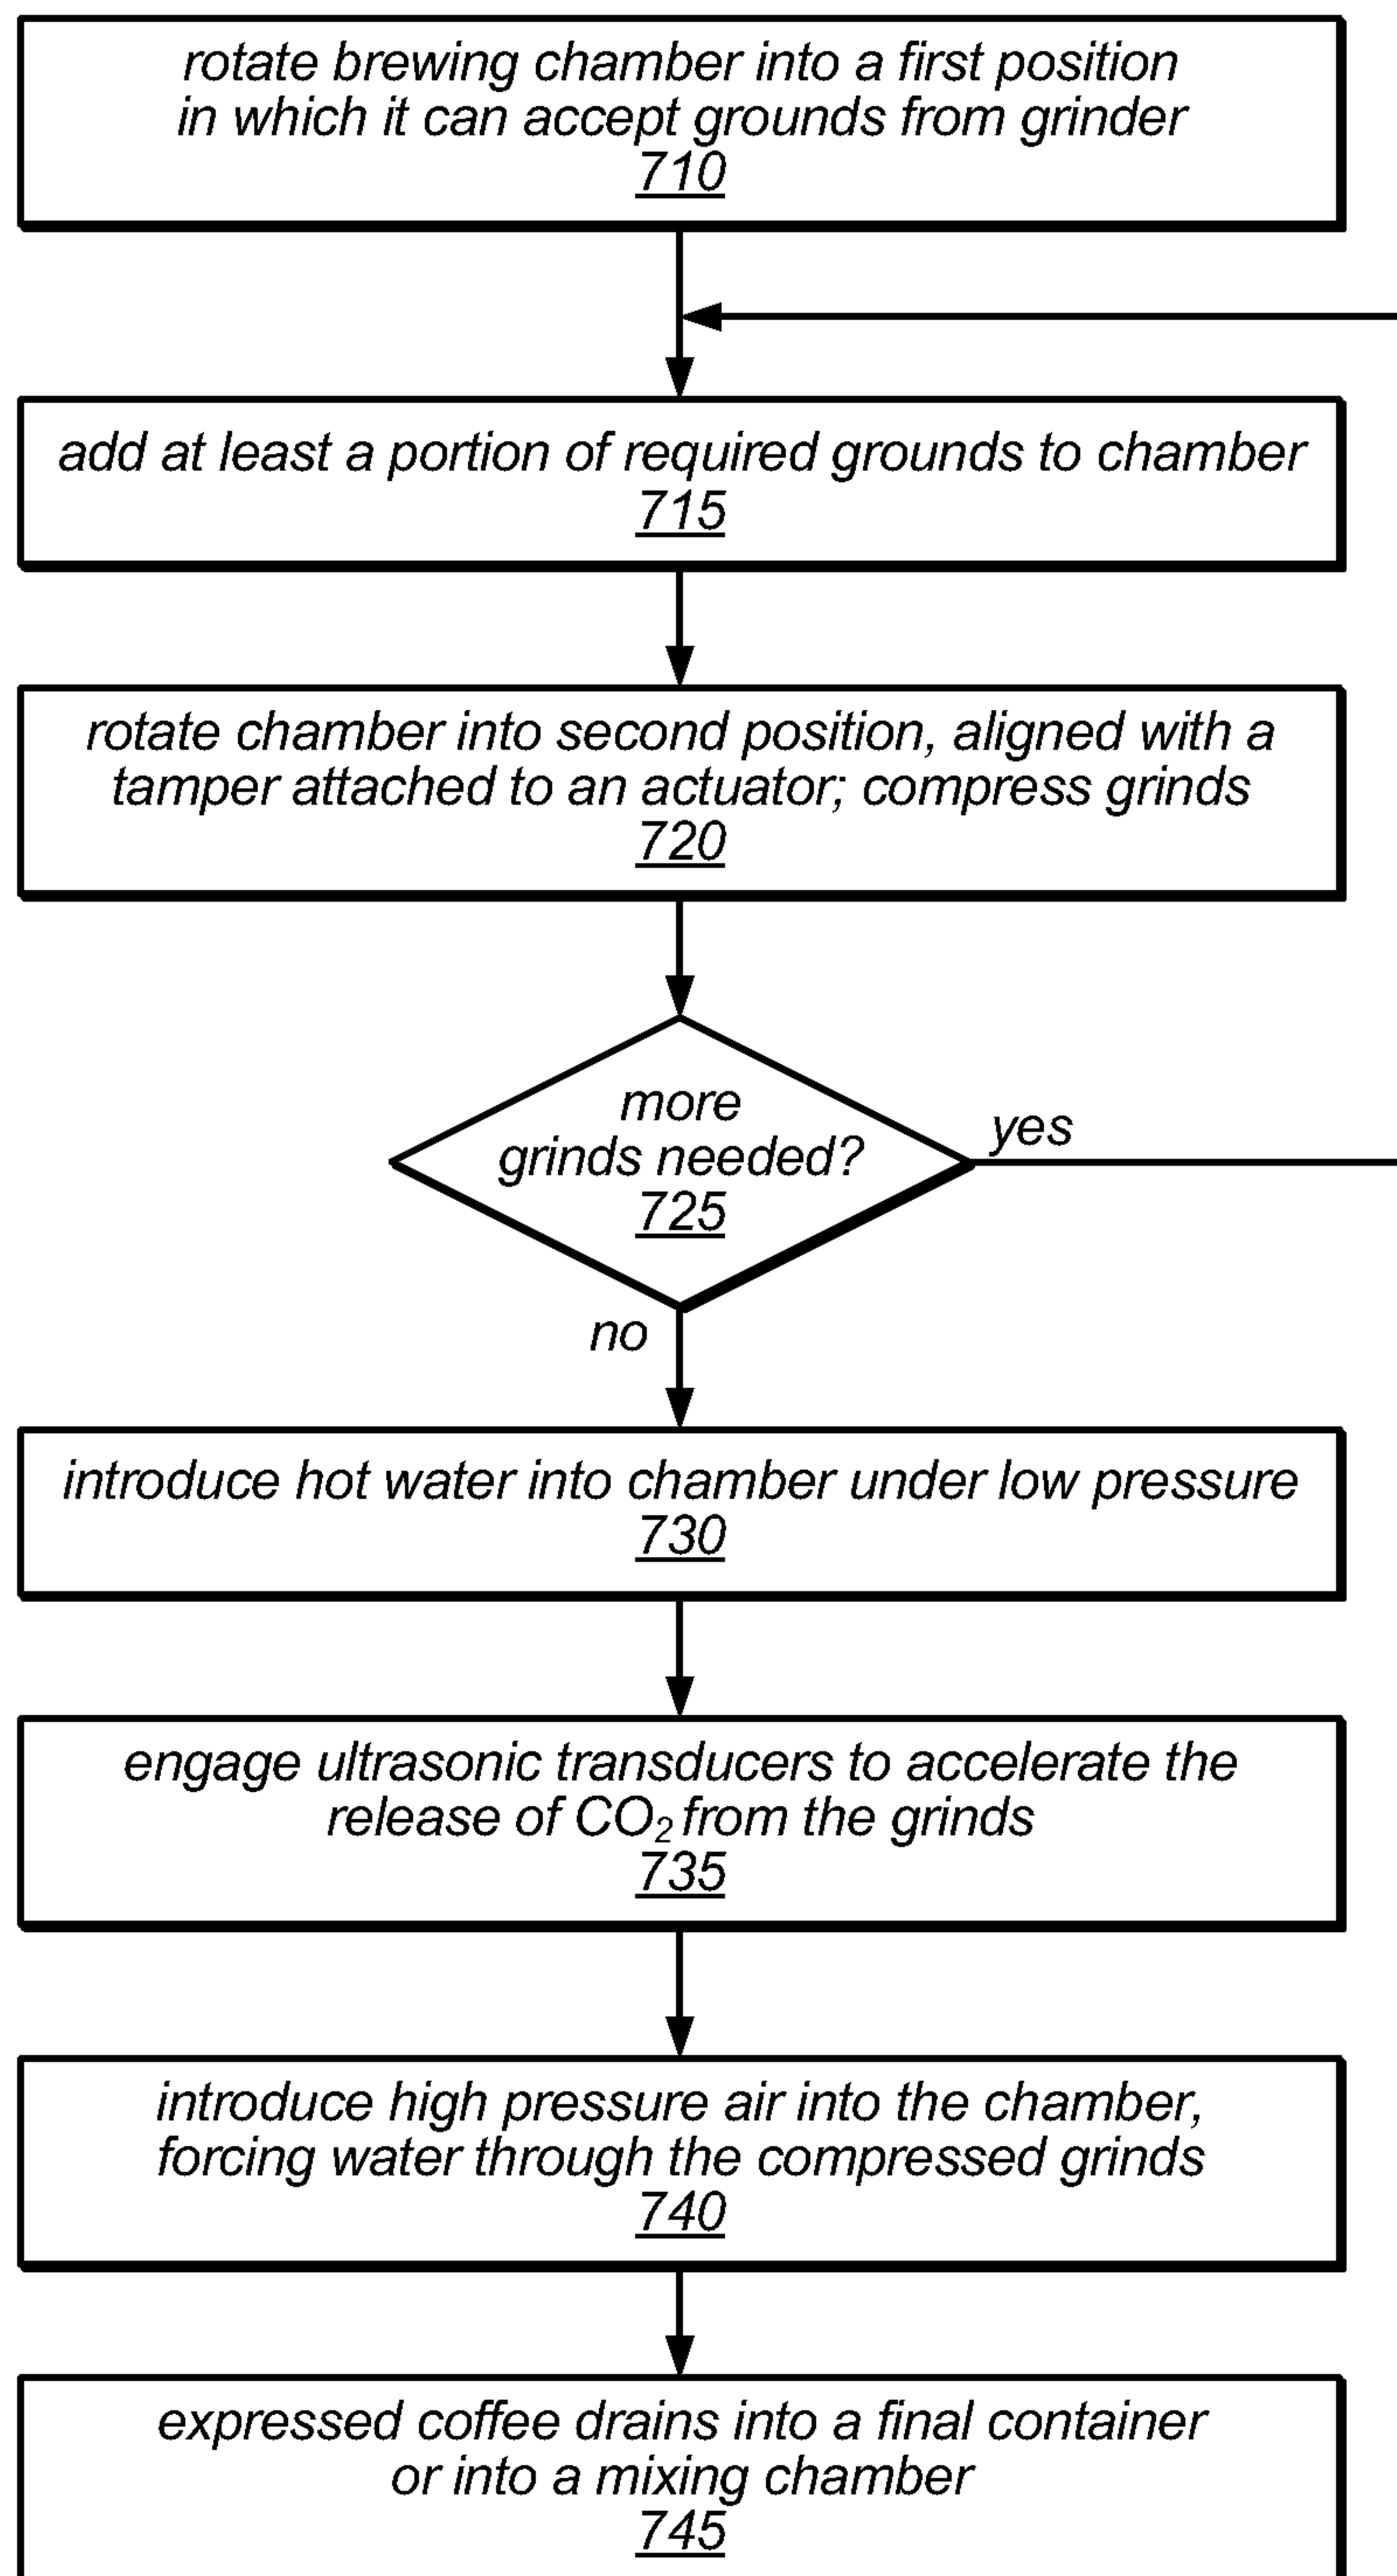 rotate brewing chamber into a first position
in which it can accept grounds from grinder
710
add at least a portion of required grounds to chamber
715
rotate chamber into second position, aligned with a
tamper attached to an actuator; compress grinds
720
more
grinds needed?
725
yes
no
introduce hot water into chamber under low pressure
730
engage ultrasonic transducers to accelerate the
release of CO₂ from the grinds
735
introduce high pressure air into the chamber,
forcing water through the compressed grinds
740
expressed coffee drains into a final container
or into a mixing chamber
745